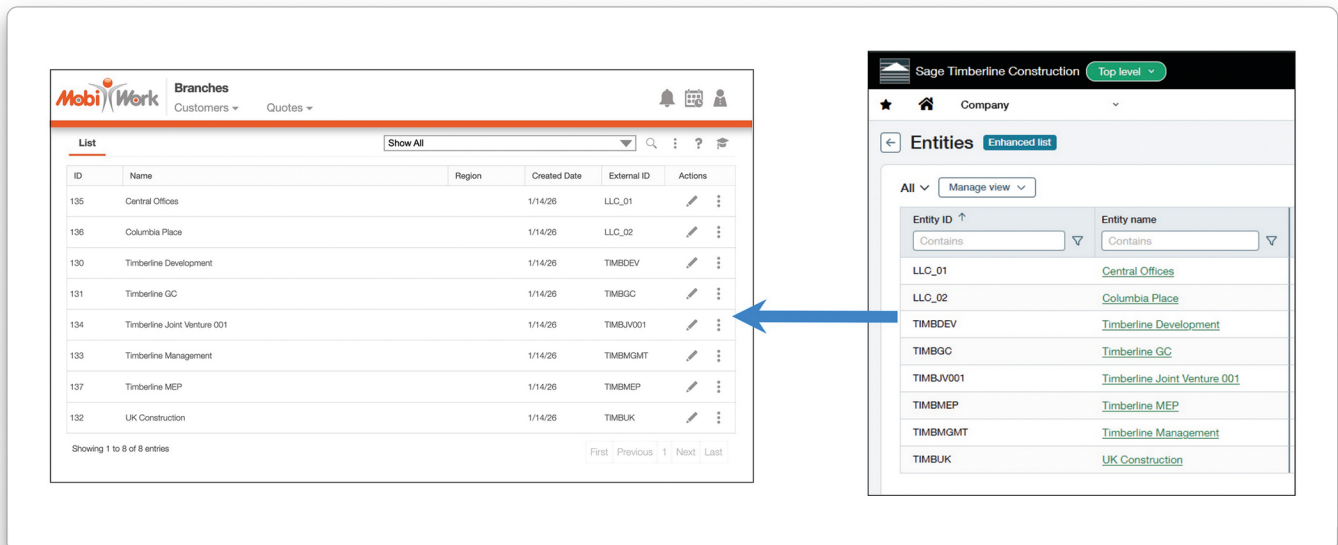 MobiWork
Branches
Customers Quotes
List Show All ?
ID Name Region Created Date External ID Actions
135 Central Offices 1/14/26 LLC_01
136 Columbia Place 1/14/26 LLC_02
130 Timberline Development 1/14/26 TIMBDEV
131 Timberline GC 1/14/26 TIMBGC
134 Timberline Joint Venture 001 1/14/26 TIMBJV001
133 Timberline Management 1/14/26 TIMBMGMT
137 Timberline MEP 1/14/26 TIMBMEP
132 UK Construction 1/14/26 TIMBUK
Showing 1 to 8 of 8 entries First Previous 1 Next Last
Sage Timberline Construction Top level
Company
Entities Enhanced list
All Manage view
Entity ID ↑ Entity name
Contains Contains
LLC_01 Central Offices
LLC_02 Columbia Place
TIMBDEV Timberline Development
TIMBGC Timberline GC
TIMBJV001 Timberline Joint Venture 001
TIMBMEP Timberline MEP
TIMBMGMT Timberline Management
TIMBUK UK Construction